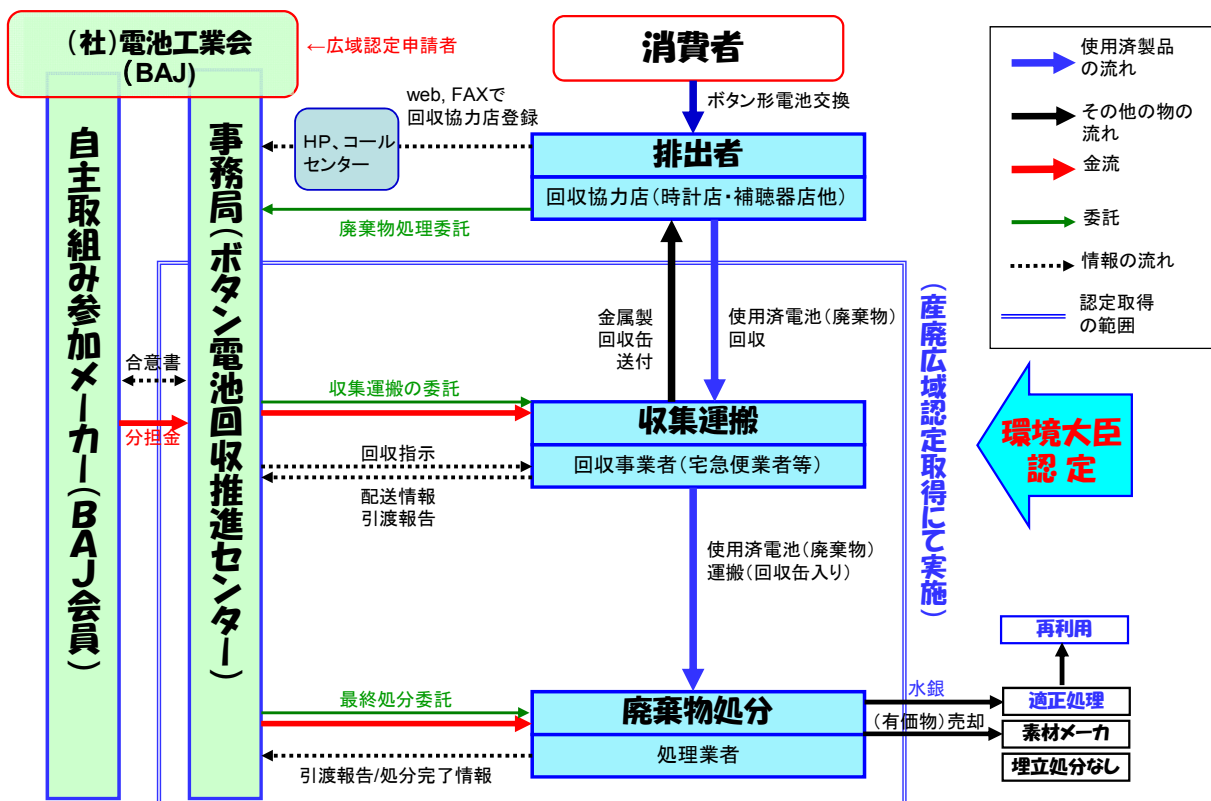 (社)電池工業会
(BAJ)
←広域認定申請者
消費者
ボタン形電池交換
web, FAXで
回収協力店登録
HP、コール
センター
排出者
回収協力店(時計店・補聴器店他)
廃棄物処理委託
自主取組み参加メーカー(BAJ会員)
事務局(ボタン電池回収推進センター)
合意書
分担金
金属製
回収缶
送付
使用済電池(廃棄物)
回収
収集運搬の委託
収集運搬
回収事業者(宅急便業者等)
回収指示
配送情報
引渡報告
使用済電池(廃棄物)
運搬(回収缶入り)
最終処分委託
廃棄物処分
処理業者
引渡報告/処分完了情報
(産廃広域認定取得にて実施)
使用済製品
の流れ
その他の物の
流れ
金流
委託
情報の流れ
認定取得
の範囲
環境大臣
認定
再利用
水銀
適正処理
(有価物)売却
素材メーカ
埋立処分なし